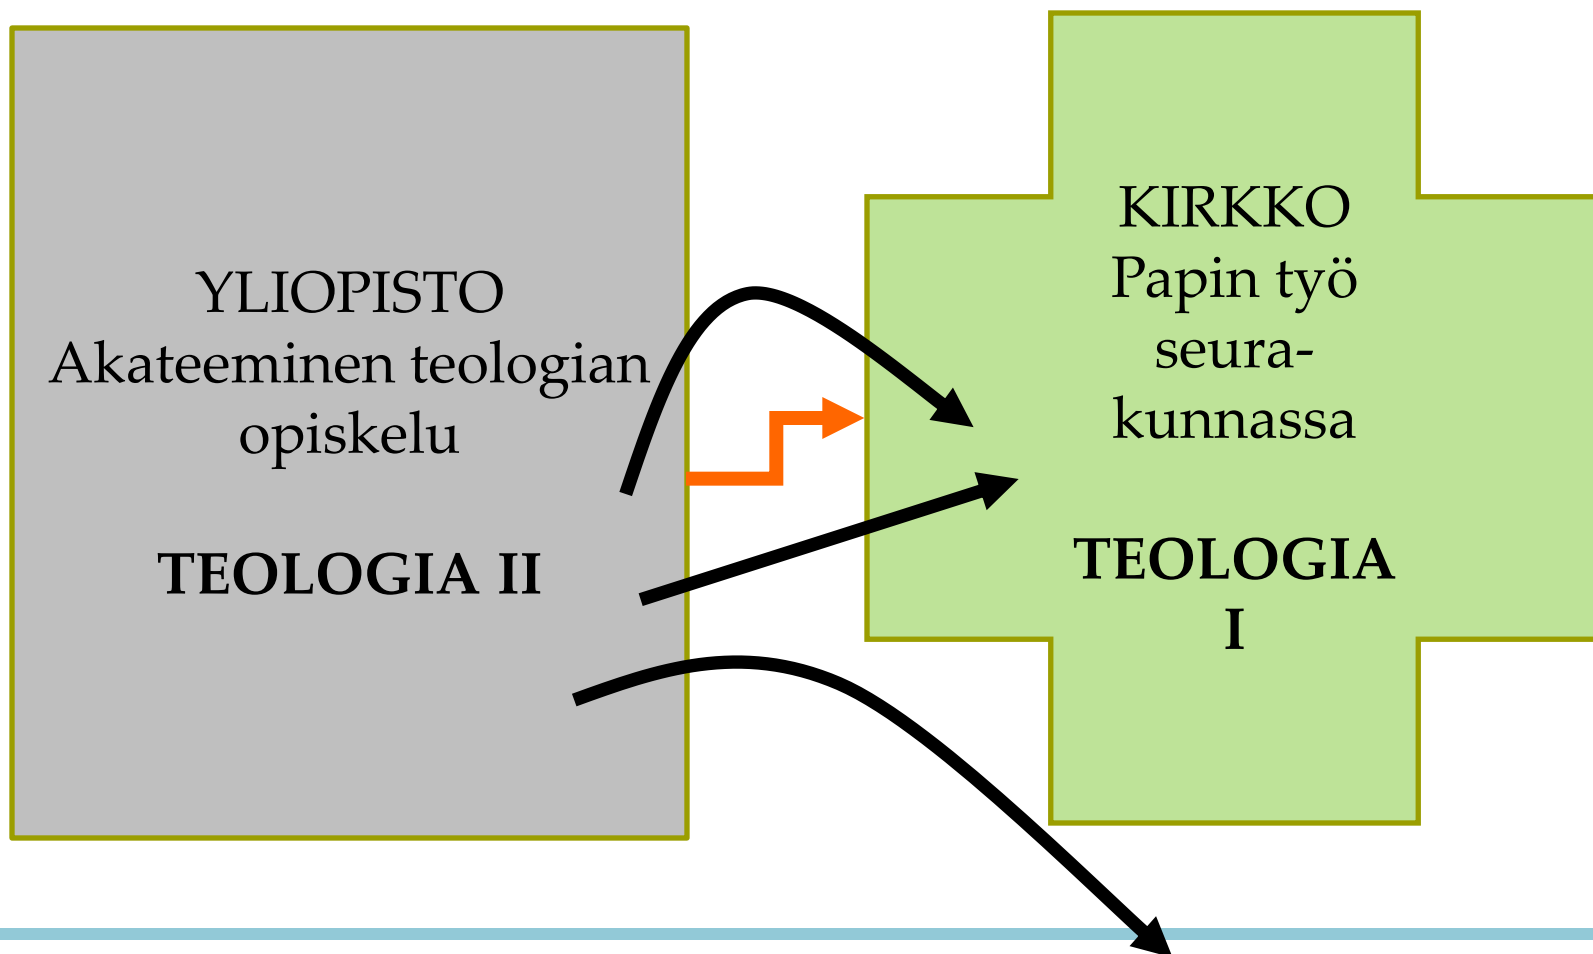 YLIOPISTO
Akateeminen teologian
opiskelu
TEOLOGIA II
KIRKKO
Papin työ
seura-
kunnassa
TEOLOGIA
I